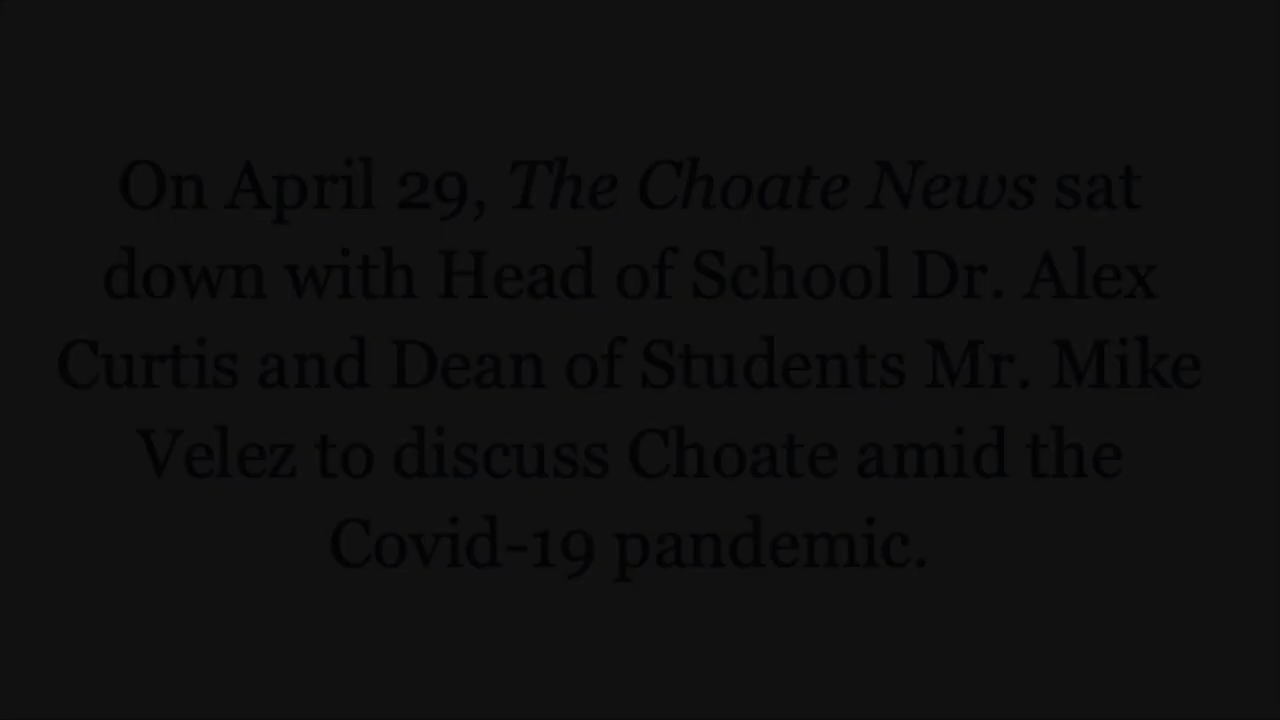 On April 29, The Choate News sat
down with Head of School Dr. Alex
Curtis and Dean of Students Mr. Mike
Velez to discuss Choate amid the
Covid-19 pandemic.